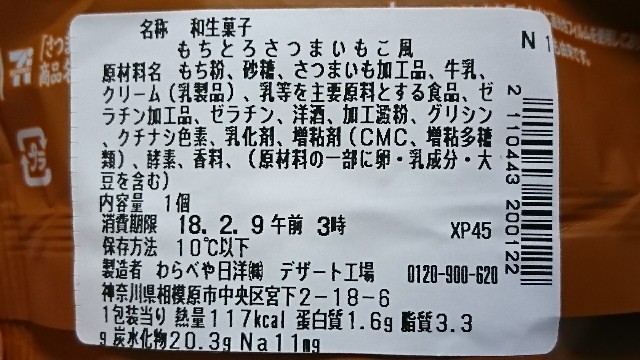 名称 和生菓子
もちとろさつまいもこ風
原材料名 もち粉、砂糖、さつまいも加工品、牛乳、
クリーム(乳製品)、乳等を主要原料とする食品、ゼ
ラチン加工品、ゼラチン、洋酒、加工澱粉、グリシン
、クチナシ色素、乳化剤、増粘剤(CMC、増粘多糖
類)、酵素、香料、(原材料の一部に卵・乳成分・大
豆を含む)
内容量 1個
消費期限 18.2.9午前 3時
XP45
保存方法 10℃以下
製造者 わらべや日洋㈱ デザート工場 0120-900-620
神奈川県相模原市中央区宮下2-18-6
1包装当り 熱量117kcal 蛋白質1.6g 脂質3.3
g 炭水化物20.3g Na11mg
N 1
2 110443 200122
プラ